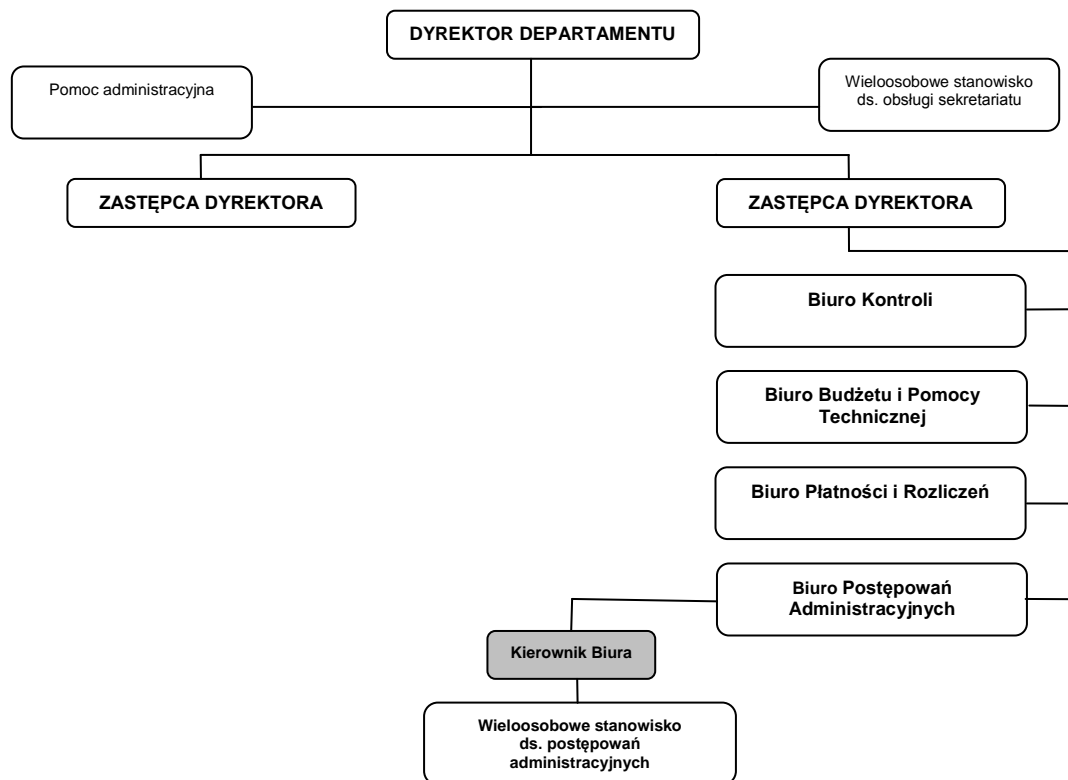 DYREKTOR DEPARTAMENTU
Pomoc administracyjna
Wieloosobowe stanowisko
ds. obsługi sekretariatu
ZASTĘPCA DYREKTORA
ZASTĘPCA DYREKTORA
Biuro Kontroli
Biuro Budżetu i Pomocy
Technicznej
Biuro Płatności i Rozliczeń
Biuro Postępowań
Administracyjnych
Kierownik Biura
Wieloosobowe stanowisko
ds. postępowań
administracyjnych